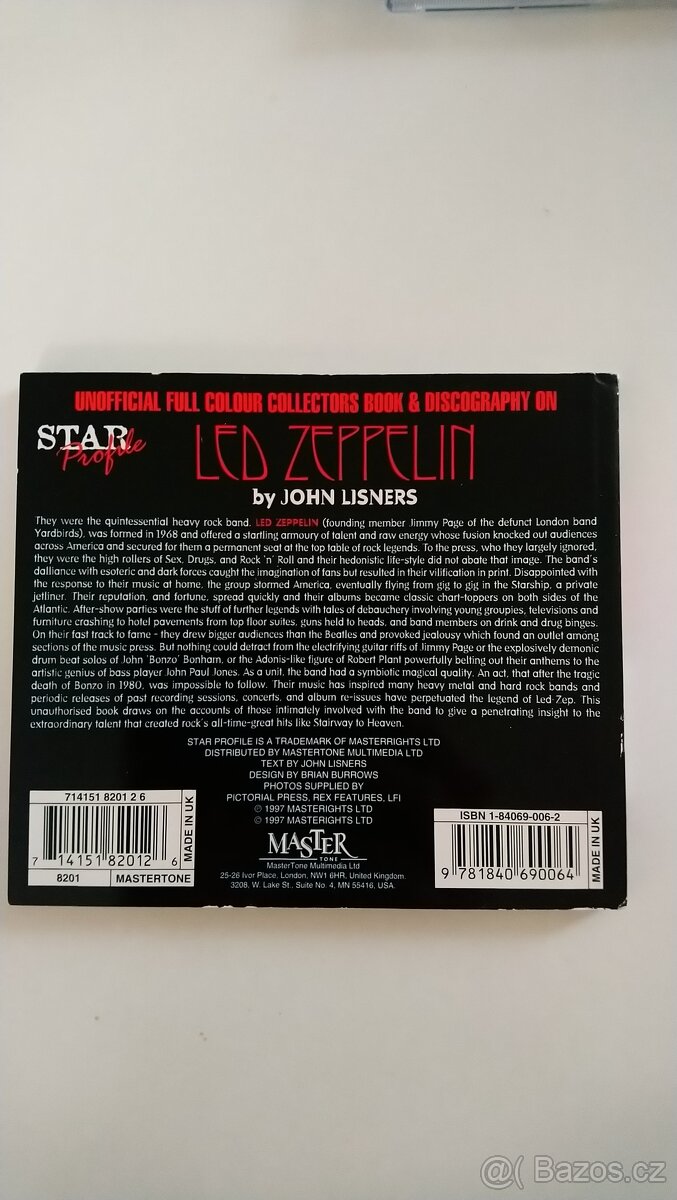 UNOFFICIAL FULL COLOUR COLLECTORS BOOK & DISCOGRAPHY ON
STAR Profile
LED ZEPPELIN
by JOHN LISNERS
They were the quintessential heavy rock band. LED ZEPPELIN (founding member Jimmy Page of the defunct London band
Yardbirds), was formed in 1968 and offered a startling armoury of talent and raw energy whose fusion knocked out audiences
across America and secured for them a permanent seat at the top table of rock legends. To the press, who they largely ignored,
they were the high rollers of Sex, Drugs, and Rock 'n' Roll and their hedonistic life-style did not abate that image. The band's
dalliance with esoteric and dark forces caught the imagination of fans but resulted in their vilification in print. Disappointed with
the response to their music at home, the group stormed America, eventually flying from gig to gig in the Starship, a private
jetliner. Their reputation, and fortune, spread quickly and their albums became classic chart-toppers on both sides of the
Atlantic. After-show parties were the stuff of further legends with tales of debauchery involving young groupies, televisions and
furniture crashing to hotel pavements from top floor suites, guns held to heads, and band members on drink and drug binges.
On their fast track to fame - they drew bigger audiences than the Beatles and provoked jealousy which found an outlet among
sections of the music press. But nothing could detract from the electrifying guitar riffs of Jimmy Page or the explosively demonic
drum beat solos of John 'Bonzo' Bonham, or the Adonis-like figure of Robert Plant powerfully belting out their anthems to the
artistic genius of bass player John Paul Jones. As a unit, the band had a symbiotic magical quality. An act, that after the tragic
death of Bonzo in 1980, was impossible to follow. Their music has inspired many heavy metal and hard rock bands and
periodic releases of past recording sessions, concerts, and album re-issues have perpetuated the legend of Led-Zep. This
unauthorised book draws on the accounts of those intimately involved with the band to give a penetrating insight to the
extraordinary talent that created rock's all-time-great hits like Stairway to Heaven.
STAR PROFILE IS A TRADEMARK OF MASTERRIGHTS LTD
DISTRIBUTED BY MASTERTONE MULTIMEDIA LTD
TEXT BY JOHN LISNERS
DESIGN BY BRIAN BURROWS
PHOTOS SUPPLIED BY
PICTORIAL PRESS, REX FEATURES, LFI
℗ 1997 MASTERIGHTS LTD
© 1997 MASTERIGHTS LTD
MASTER
TONE
MasterTone Multimedia Ltd
25-26 Ivor Place, London, NW1 6HR, United Kingdom.
3208, W. Lake St., Suite No. 4, MN 55416, USA.
714151 8201 2 6
7 14151 82012 6
8201 MASTERTONE
MADE IN UK
ISBN 1-84069-006-2
9 781840 690064
MADE IN UK
@( Bazos.cz